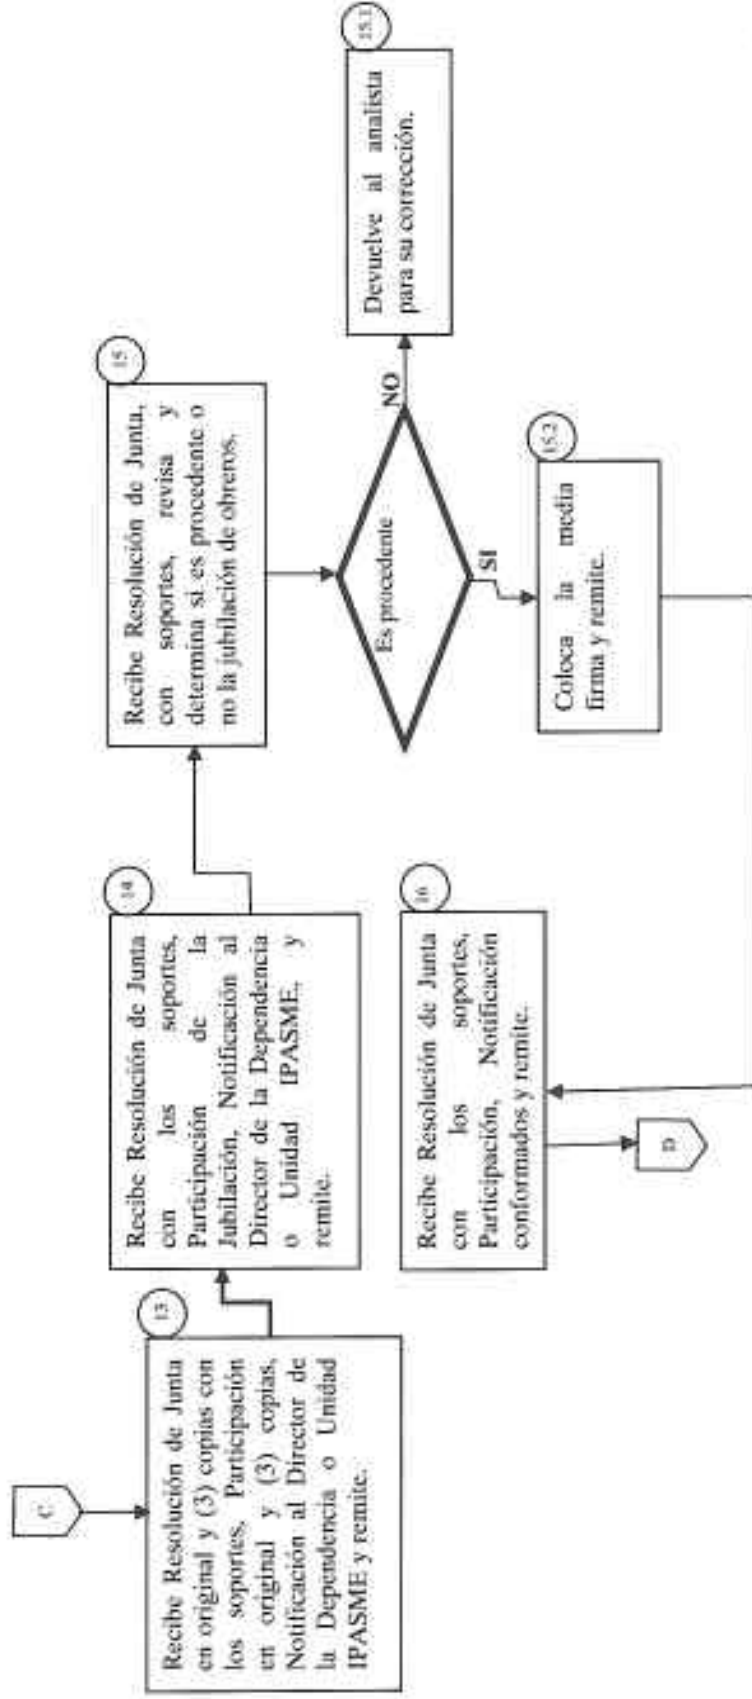 C
13
Recibe Resolución de Junta
en original y (3) copias con
los soportes, Participación
en original y (3) copias,
Notificación al Director de
la Dependencia o Unidad
IPASME y remite.
14
Recibe Resolución de Junta
con los soportes,
Participación de la
Jubilación, Notificación al
Director de la Dependencia
o Unidad IPASME, y
remite.
15
Recibe Resolución de Junta,
con soportes, revisa y
determina si es procedente o
no la jubilación de obreros.
Es procedente
NO
15.1
Devuelve al analista
para su corrección.
SI
15.2
Coloca la media
firma y remite.
16
Recibe Resolución de Junta
con los soportes,
Participación, Notificación
conformados y remite.
D